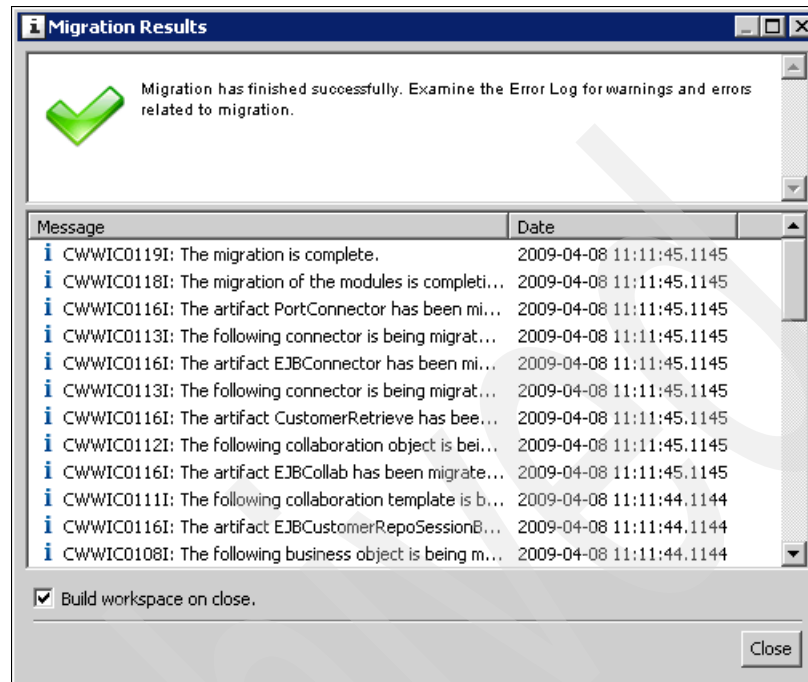 Migration Results
Migration has finished successfully. Examine the Error Log for warnings and errors
related to migration.
Message Date
CWWIC0119I: The migration is complete. 2009-04-08 11:11:45.1145
CWWIC0118I: The migration of the modules is completi... 2009-04-08 11:11:45.1145
CWWIC0116I: The artifact PortConnector has been mi... 2009-04-08 11:11:45.1145
CWWIC0113I: The following connector is being migrat... 2009-04-08 11:11:45.1145
CWWIC0116I: The artifact EJBConnector has been mi... 2009-04-08 11:11:45.1145
CWWIC0113I: The following connector is being migrat... 2009-04-08 11:11:45.1145
CWWIC0116I: The artifact CustomerRetrieve has bee... 2009-04-08 11:11:45.1145
CWWIC0112I: The following collaboration object is bei... 2009-04-08 11:11:45.1145
CWWIC0116I: The artifact EJBCollab has been migrate... 2009-04-08 11:11:45.1145
CWWIC0111I: The following collaboration template is b... 2009-04-08 11:11:44.1144
CWWIC0116I: The artifact EJBCustomerRepoSessionB... 2009-04-08 11:11:44.1144
CWWIC0108I: The following business object is being m... 2009-04-08 11:11:44.1144
Build workspace on close.
Close